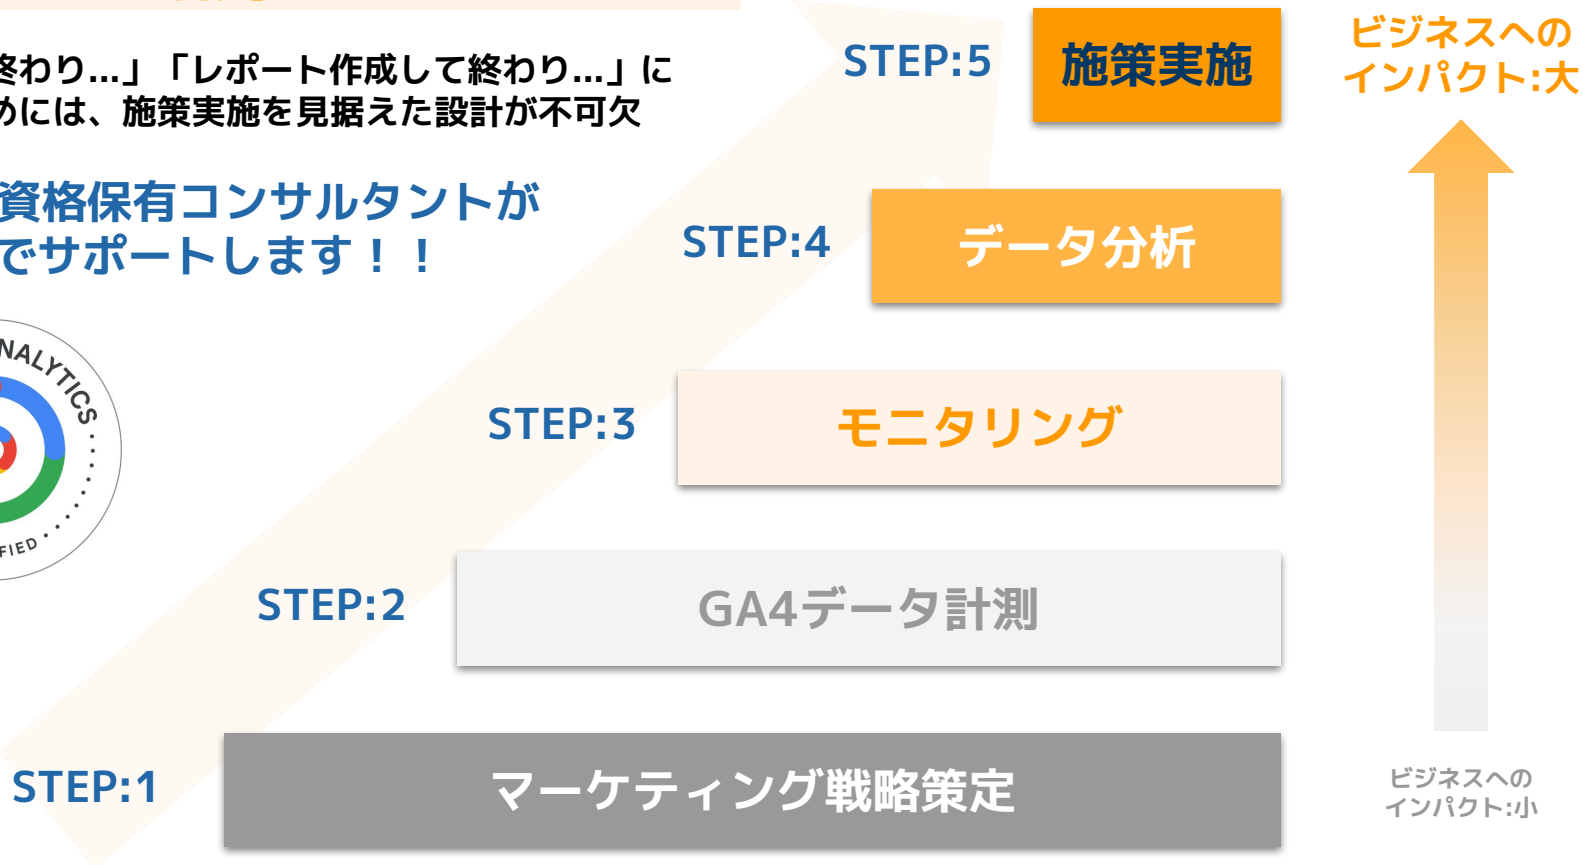 終わり...」「レポート作成して終わり...」に
めには、施策実施を見据えた設計が不可欠
資格保有コンサルタントが
でサポートします！！
NALYTICS
FIED
STEP:5
施策実施
STEP:4
データ分析
STEP:3
モニタリング
STEP:2
GA4データ計測
STEP:1
マーケティング戦略策定
ビジネスへの
インパクト:大
ビジネスへの
インパクト:小